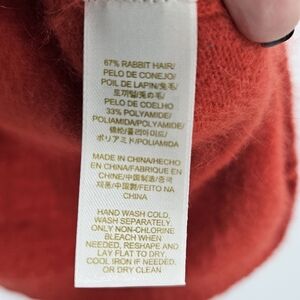 67% RABBIT HAIR/
PELO DE CONEJO/
POIL DE LAPIN/兔毛/
토끼털/兎の毛/
PELO DE COELHO
33% POLYAMIDE/
POLIAMIDA/POLYAMIDE/
폴리아미드/
ポリアミド/POLIAMIDA
MADE IN CHINA/HECHO
EN CHINA/FABRIQUE EN
CHINE/中国制造/중국
제조/中国製/FEITO NA
CHINA
HAND WASH COLD,
WASH SEPARATELY,
ONLY NON-CHLORINE
BLEACH WHEN
NEEDED, RESHAPE AND
LAY FLAT TO DRY,
COOL IRON IF NEEDED,
OR DRY CLEAN